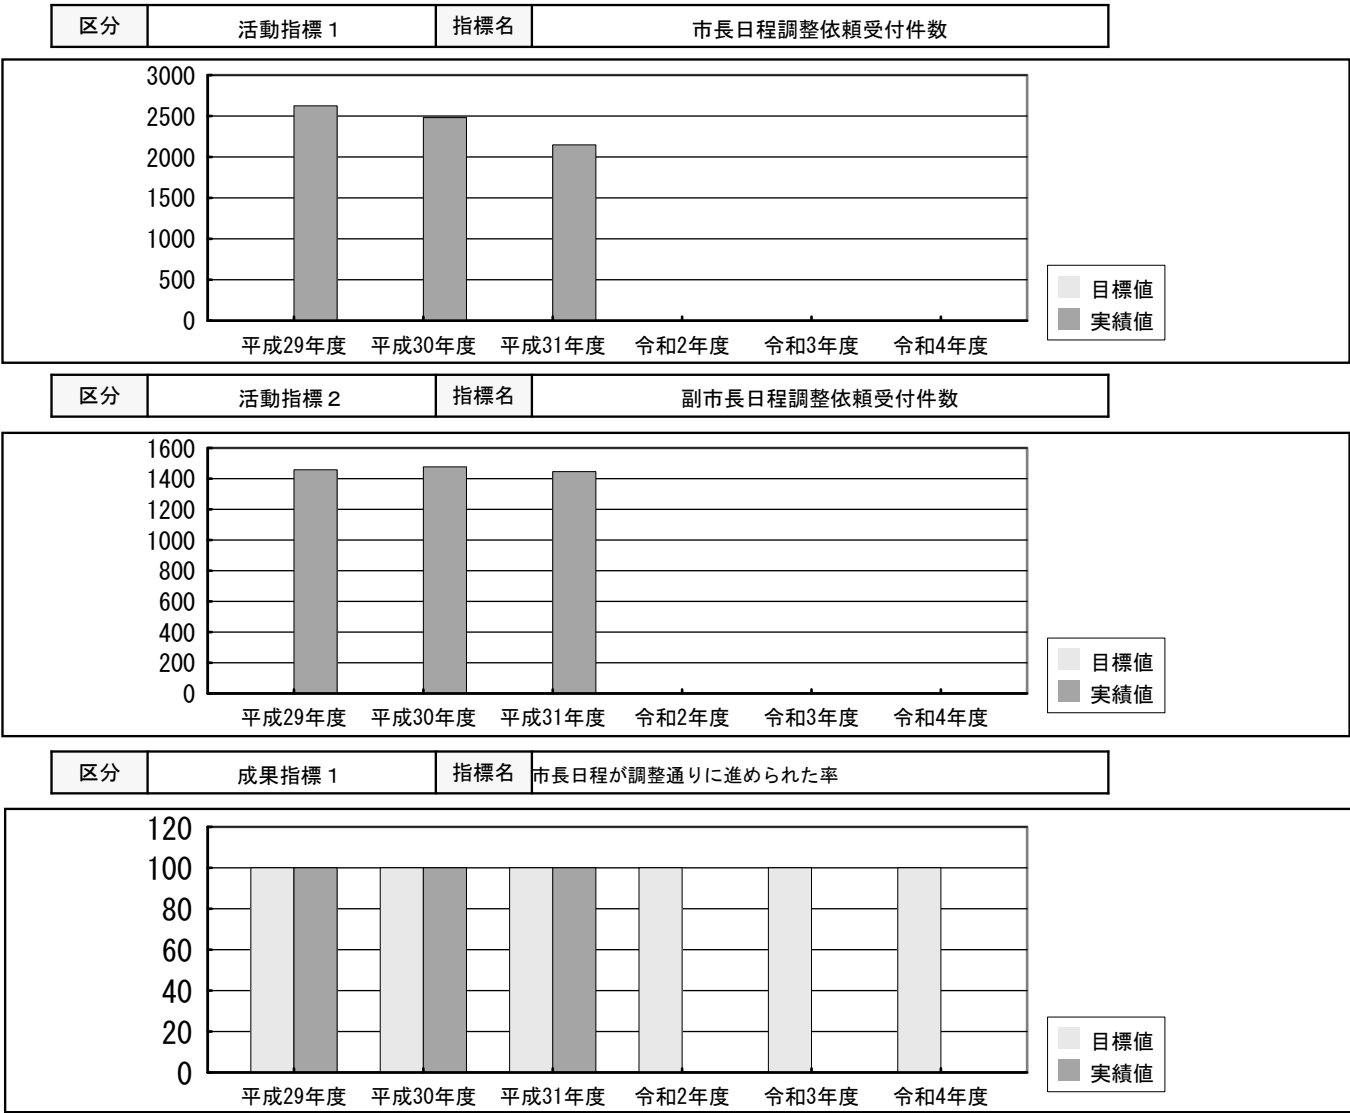 区分 活動指標１ 指標名 市長日程調整依頼受付件数
3000
2500
2000
1500
1000
500
0
平成29年度 平成30年度 平成31年度 令和2年度 令和3年度 令和4年度
目標値
実績値
区分 活動指標２ 指標名 副市長日程調整依頼受付件数
1600
1400
1200
1000
800
600
400
200
0
平成29年度 平成30年度 平成31年度 令和2年度 令和3年度 令和4年度
目標値
実績値
区分 成果指標１ 指標名 市長日程が調整通りに進められた率
120
100
80
60
40
20
0
平成29年度 平成30年度 平成31年度 令和2年度 令和3年度 令和4年度
目標値
実績値